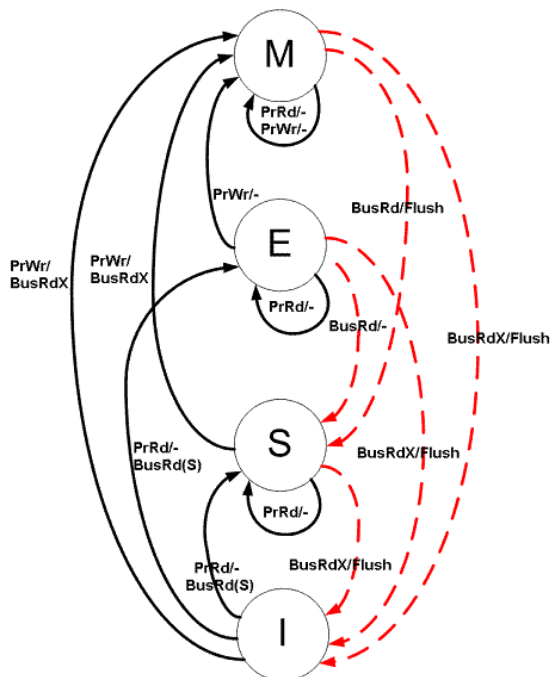 M
PrRd/-
PrWr/-
PrWr/-
BusRd/Flush
E
PrWr/
BusRdX
PrWr/
BusRdX
PrRd/-
BusRd/-
BusRdX/Flush
S
PrRd/-
BusRd(S)
BusRdX/Flush
PrRd/-
PrRd/-
BusRd(S)
BusRdX/Flush
I